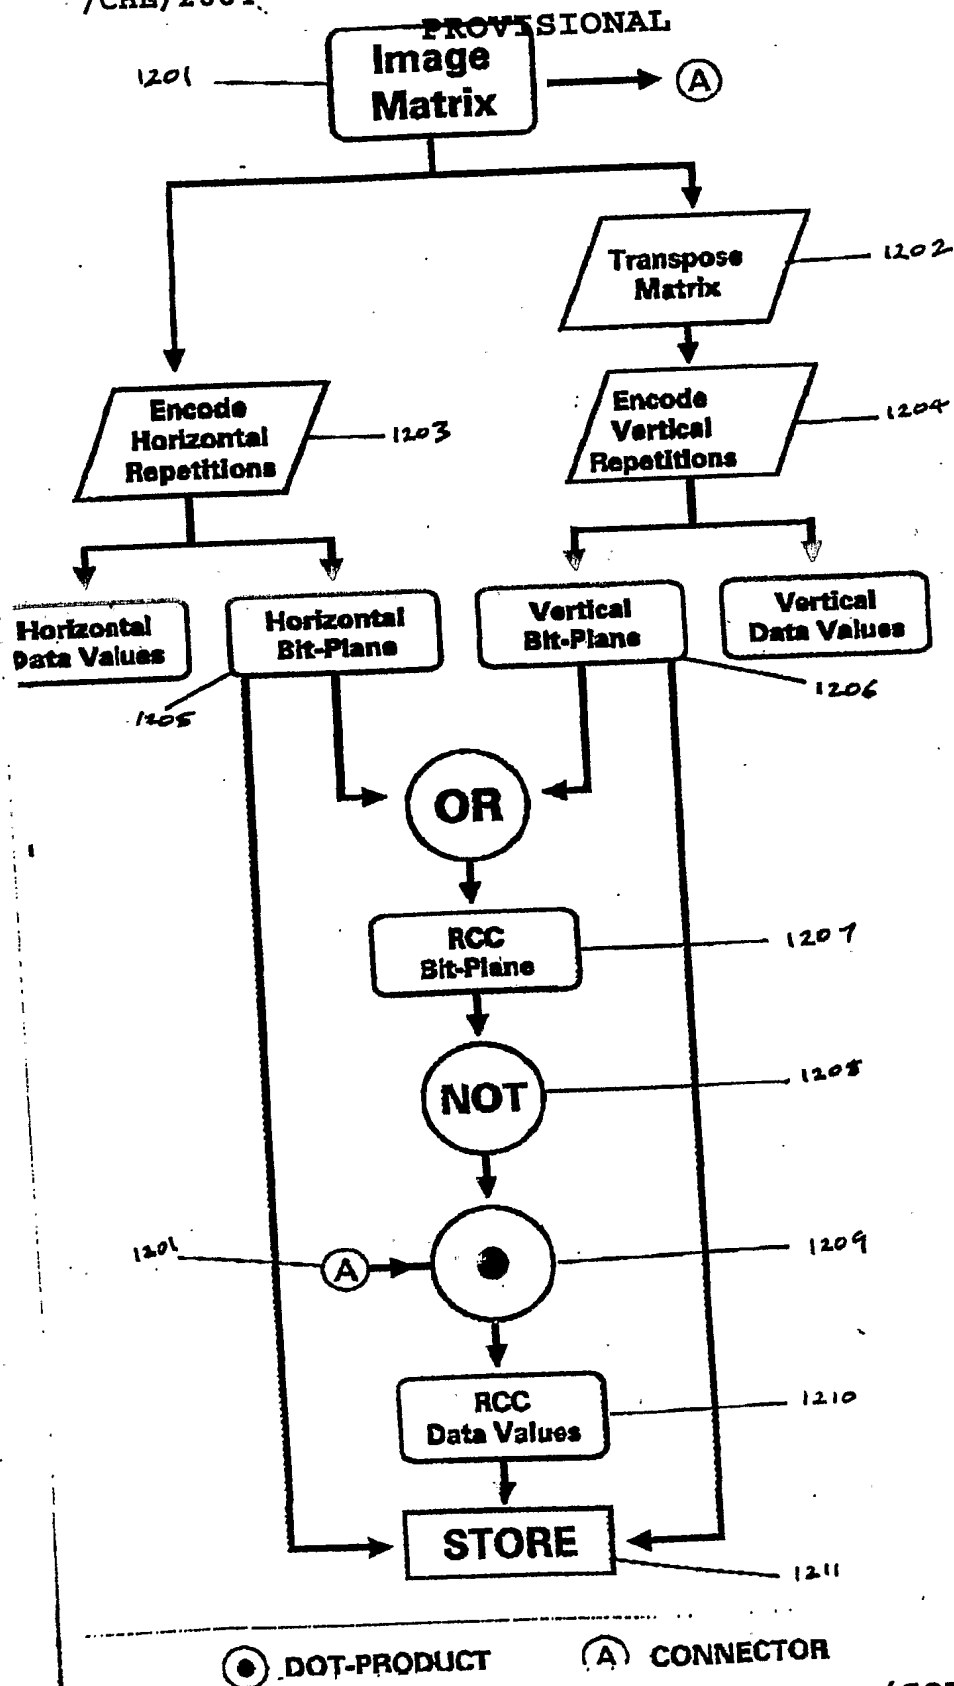 PROVISIONAL
Image
Matrix
1201
A
Transpose
Matrix
1202
Encode
Horizontal
Repetitions
1203
Encode
Vertical
Repetitions
1204
Horizontal
Data Values
Horizontal
Bit-Plane
Vertical
Bit-Plane
Vertical
Data Values
1205
1206
OR
RCC
Bit-Plane
1207
NOT
1208
1201
A
1209
RCC
Data Values
1210
STORE
1211
DOT-PRODUCT
A CONNECTOR